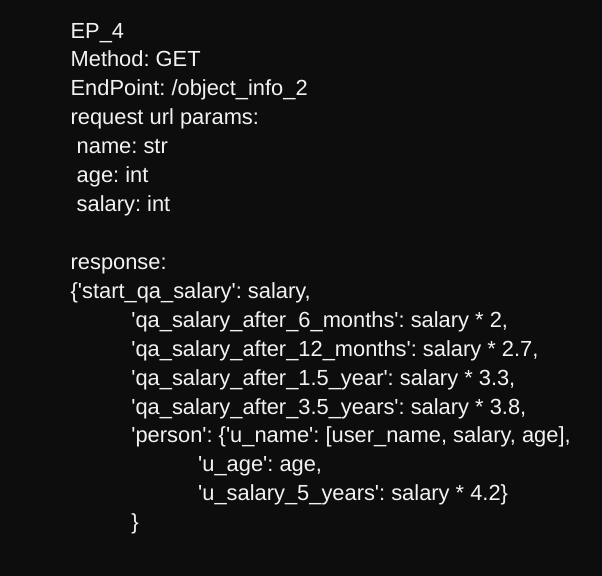 EP_4
Method: GET
EndPoint: /object_info_2
request url params:
name: str
age: int
salary: int
response:
{'start_qa_salary': salary,
'qa_salary_after_6_months': salary * 2,
'qa_salary_after_12_months': salary * 2.7,
'qa_salary_after_1.5_year': salary * 3.3,
'qa_salary_after_3.5_years': salary * 3.8,
'person': {'u_name': [user_name, salary, age],
'u_age': age,
'u_salary_5_years': salary * 4.2}
}